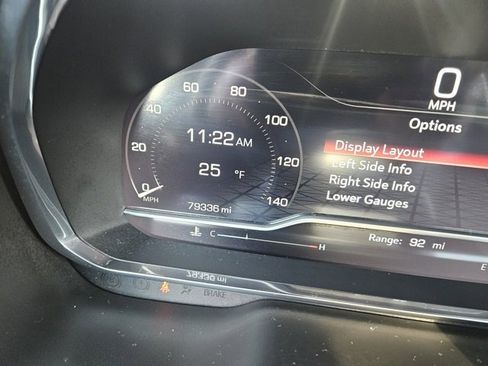 60
80
40
100
20
120
0
140
MPH
11:22 AM
25 °F
79336 mi
C
H
0
MPH
Options
Display Layout
Left Side Info
Right Side Info
Lower Gauges
Range: 92 mi
E
BRAKE